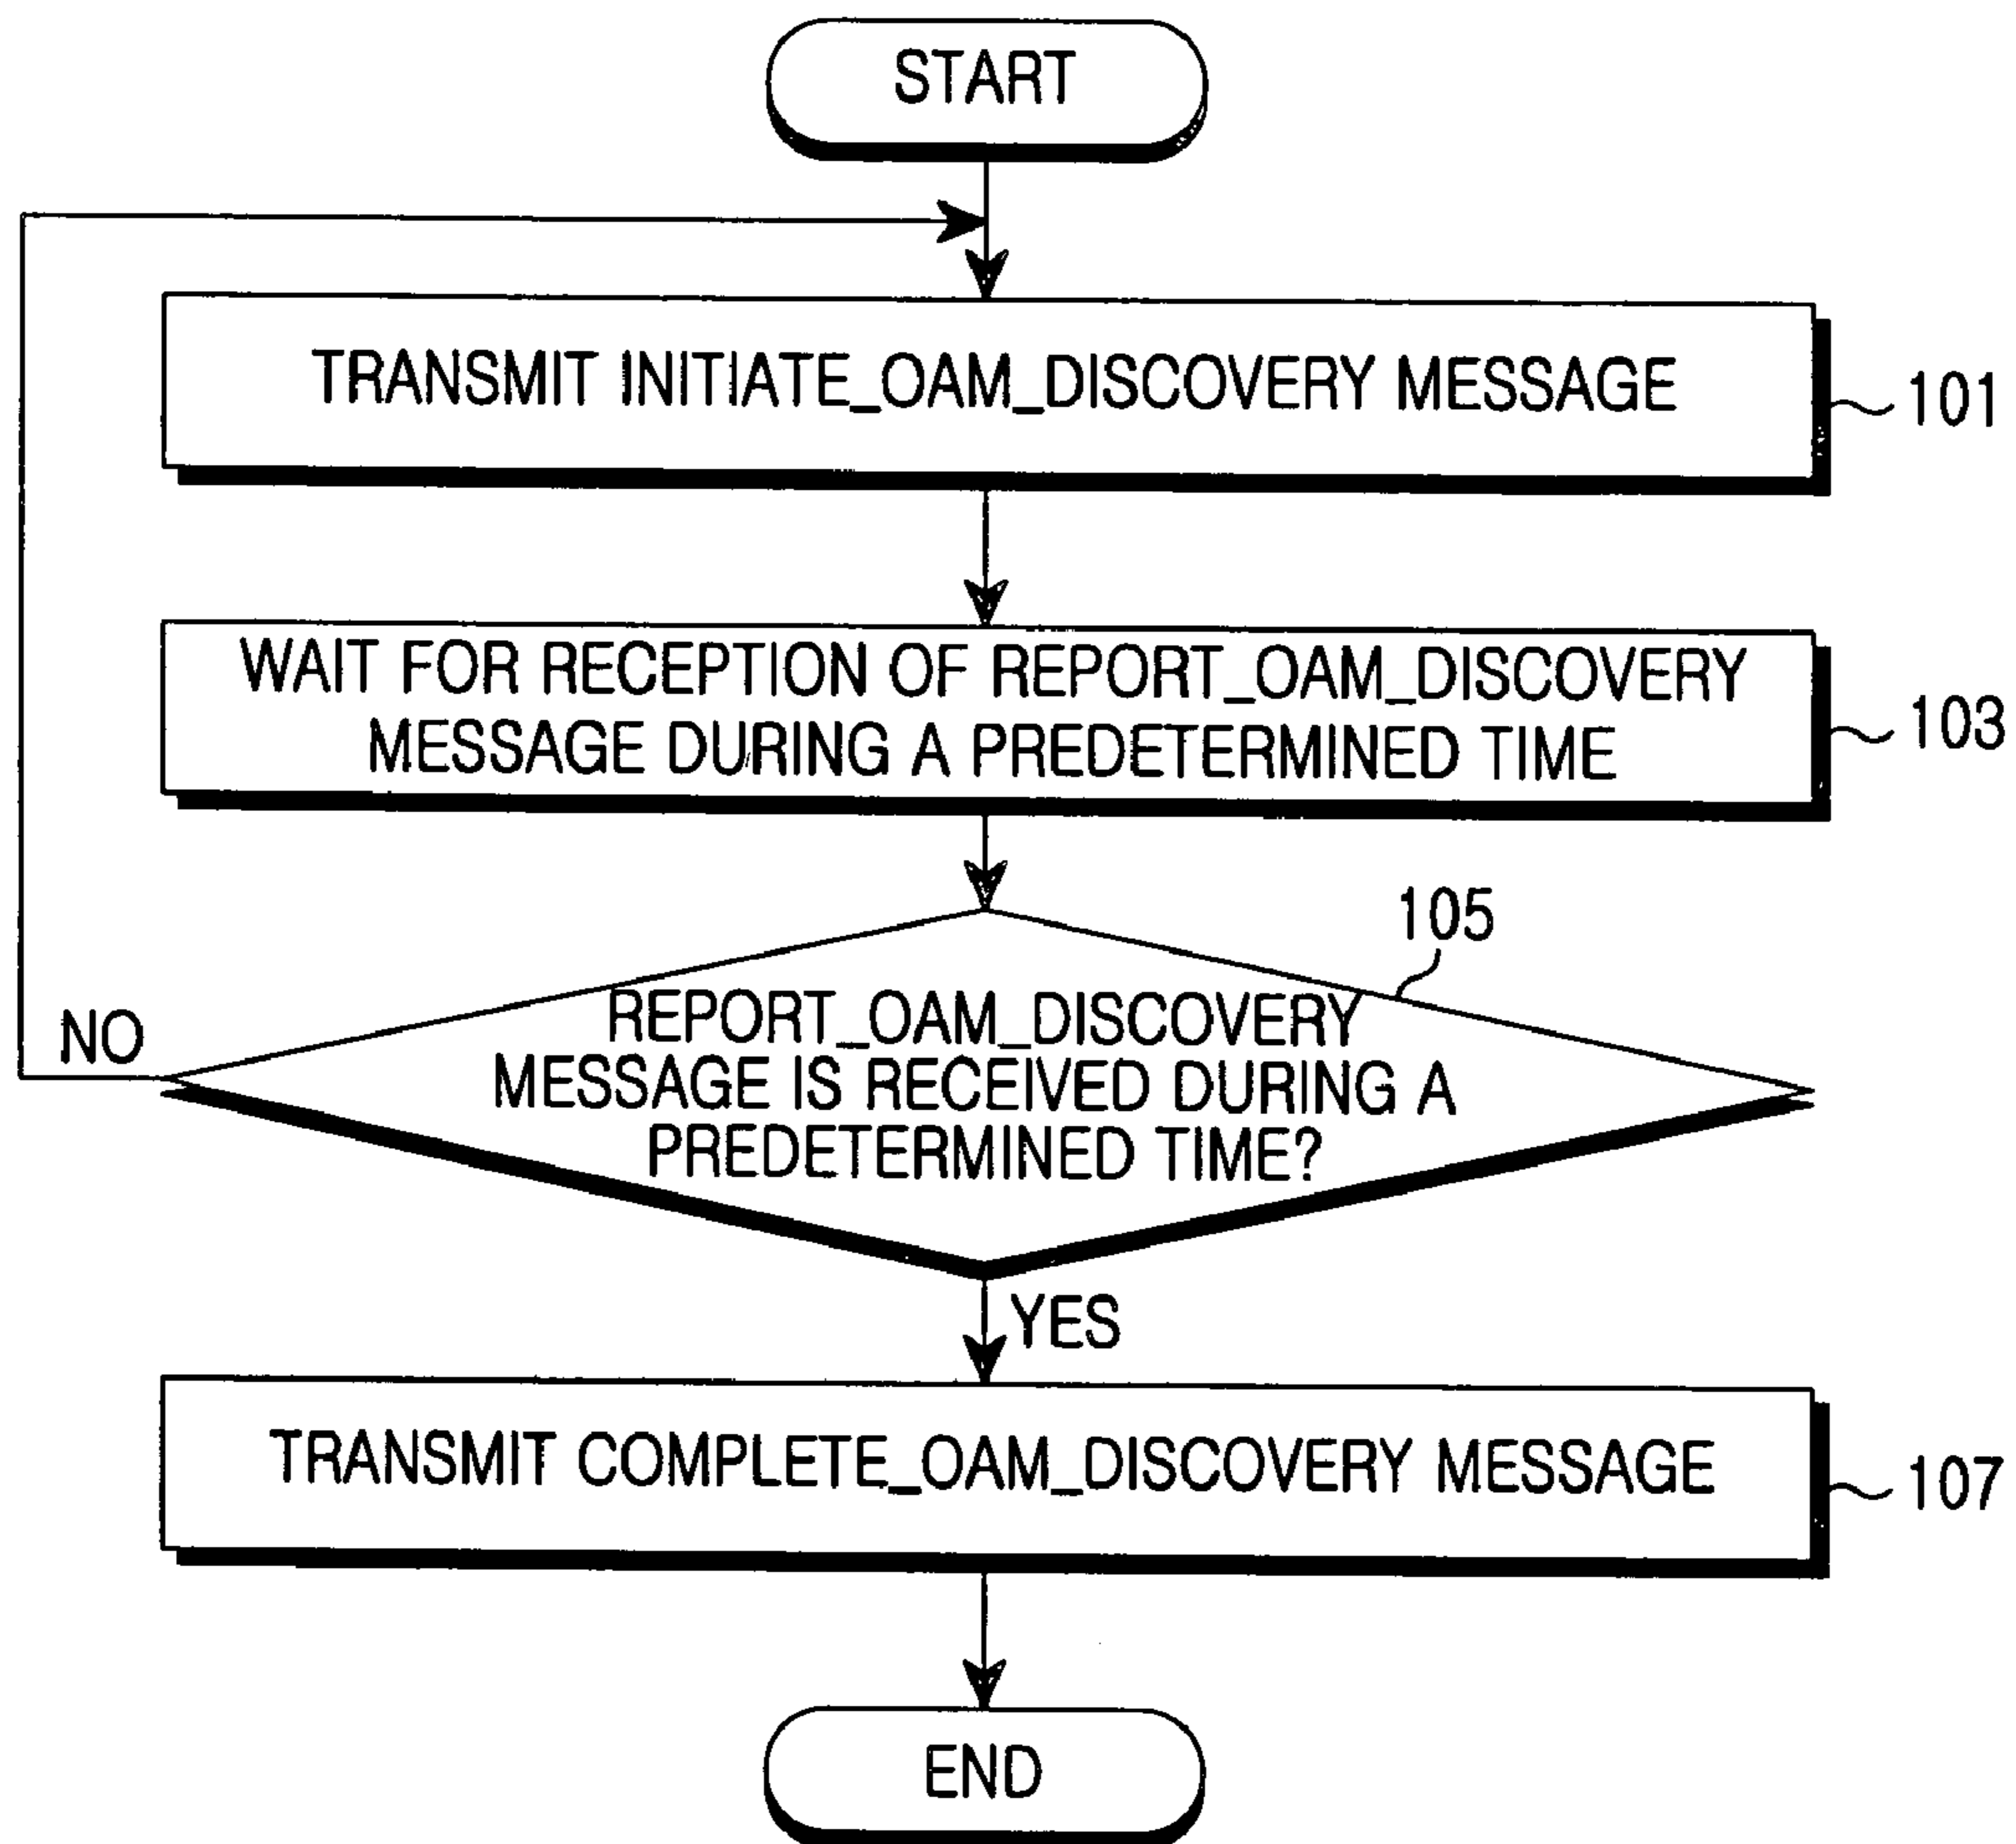 START
TRANSMIT INITIATE_OAM_DISCOVERY MESSAGE
101
WAIT FOR RECEPTION OF REPORT_OAM_DISCOVERY
MESSAGE DURING A PREDETERMINED TIME
103
105
REPORT_OAM_DISCOVERY
MESSAGE IS RECEIVED DURING A
PREDETERMINED TIME?
NO
YES
TRANSMIT COMPLETE_OAM_DISCOVERY MESSAGE
107
END